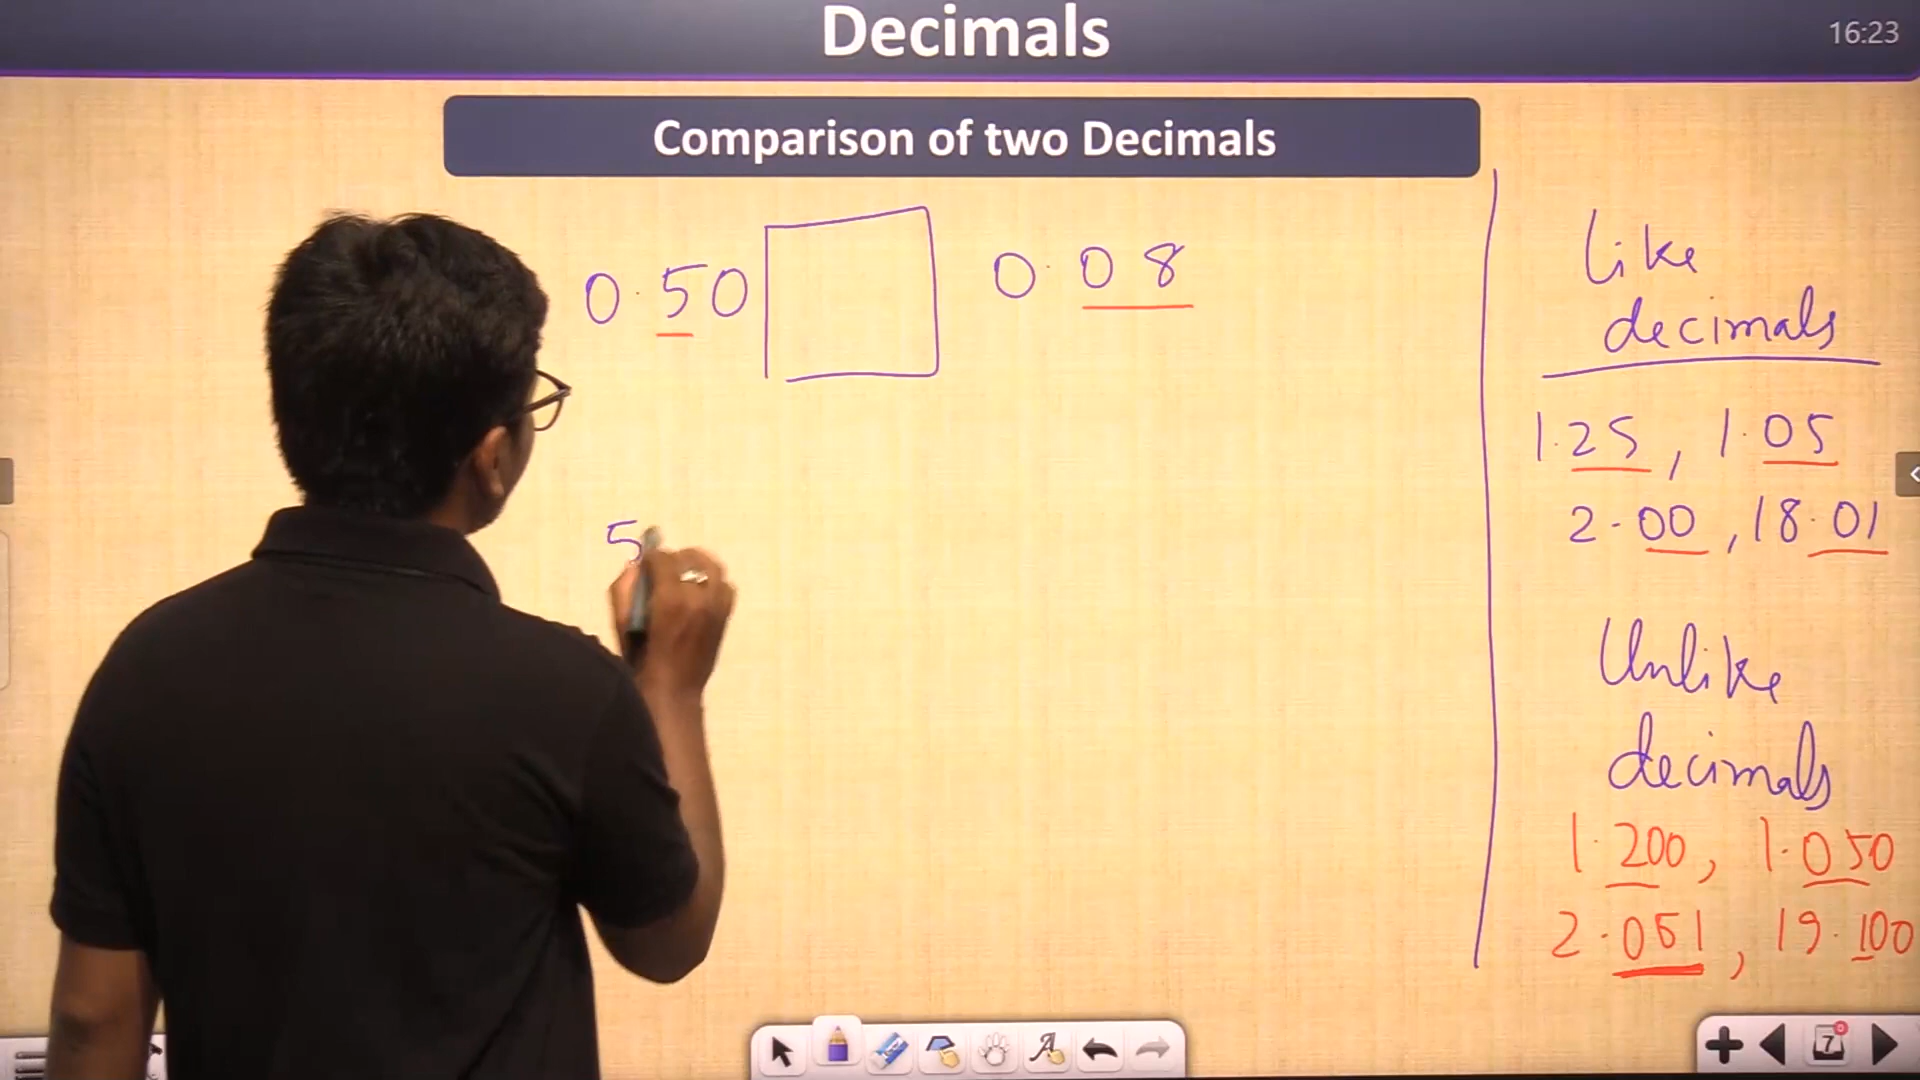 Decimals
16:23
Comparison of two Decimals
0.50 0.08
5
Like
decimals
1.25, 1.05
2.00, 18.01
Unlike
decimals
1.200, 1.050
2.051, 19.100
7